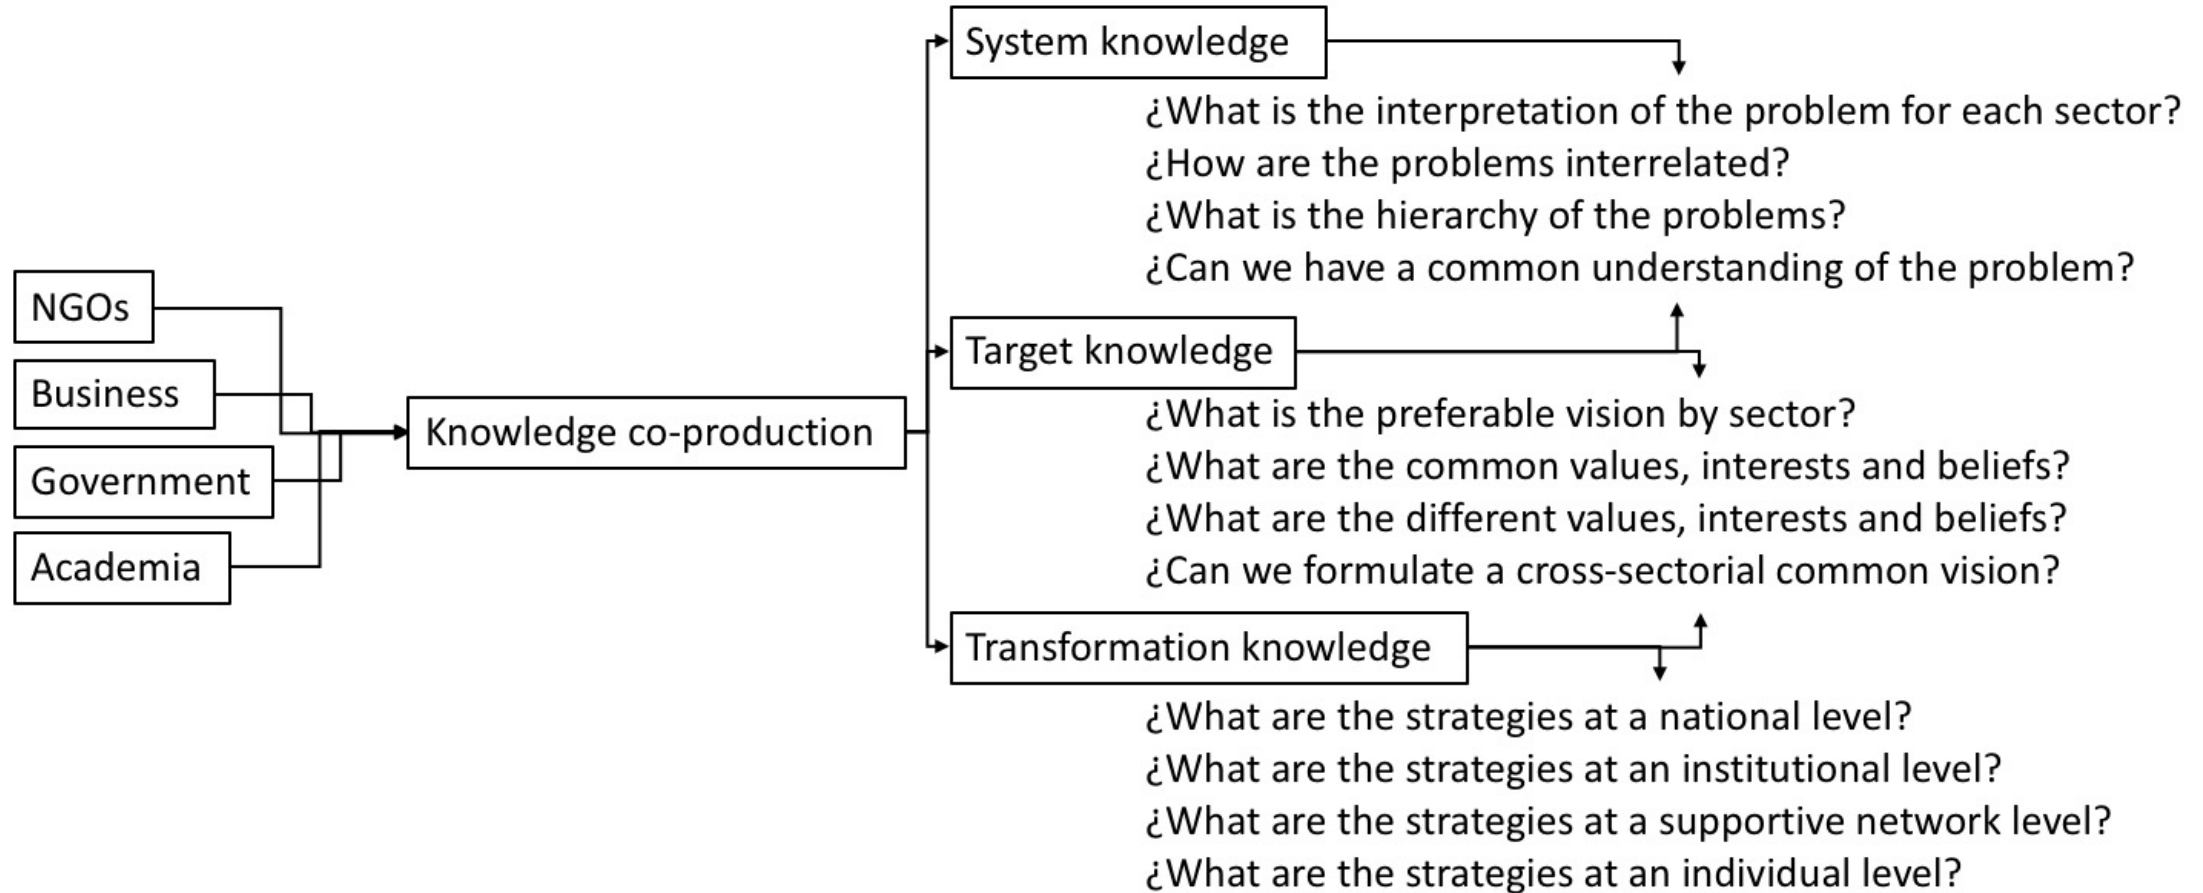 NGOs
Business
Government
Academia
Knowledge co-production
System knowledge
¿What is the interpretation of the problem for each sector?
¿How are the problems interrelated?
¿What is the hierarchy of the problems?
¿Can we have a common understanding of the problem?
Target knowledge
¿What is the preferable vision by sector?
¿What are the common values, interests and beliefs?
¿What are the different values, interests and beliefs?
¿Can we formulate a cross-sectorial common vision?
Transformation knowledge
¿What are the strategies at a national level?
¿What are the strategies at an institutional level?
¿What are the strategies at a supportive network level?
¿What are the strategies at an individual level?